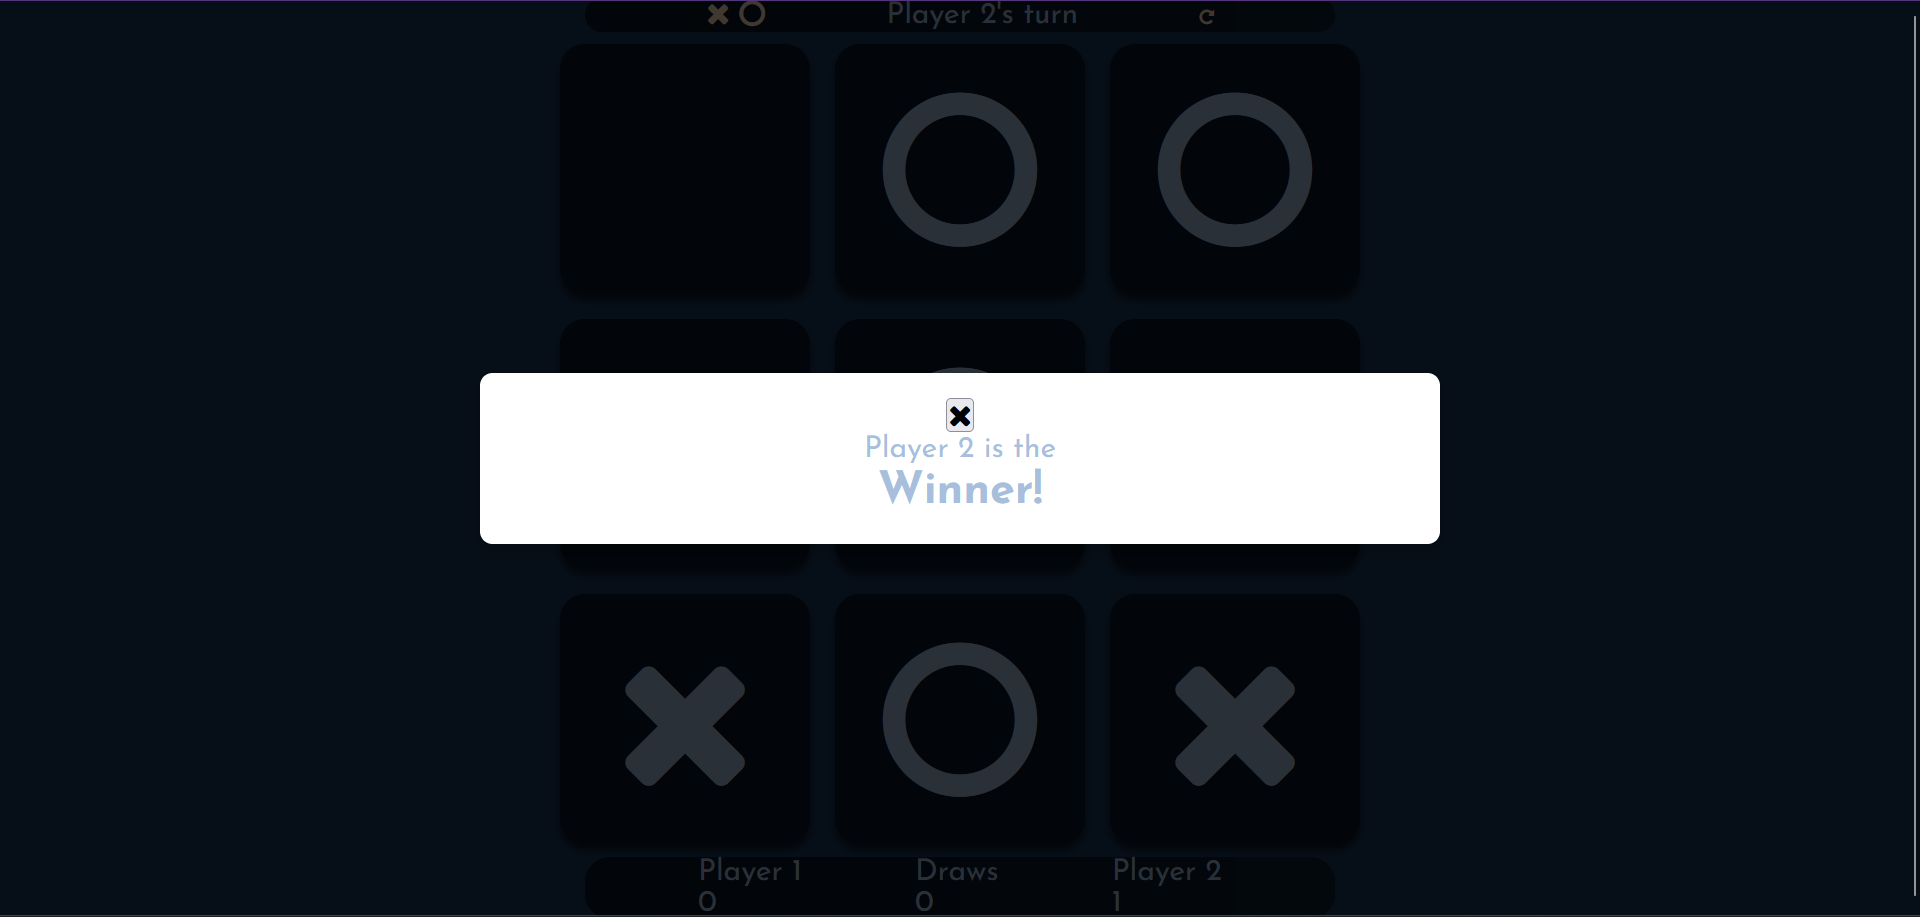 Player 2's turn
Player 2 is the
Winner!
Player 1 Draws Player 2
0 0 1